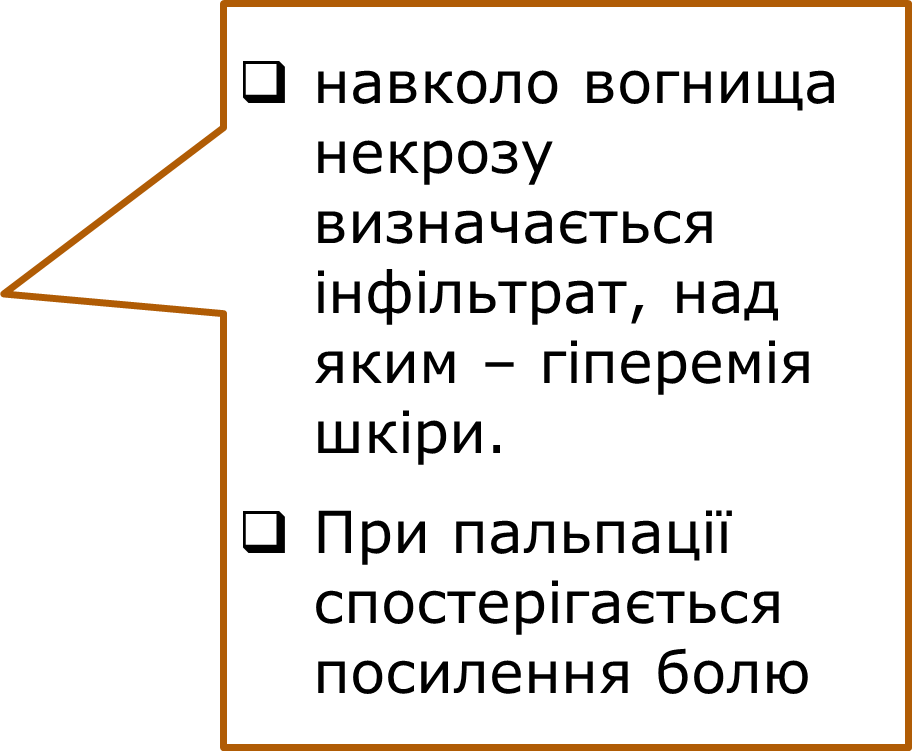 ❑ навколо вогнища
некрозу
визначається
інфільтрат, над
яким – гіперемія
шкіри.
❑ При пальпації
спостерігається
посилення болю